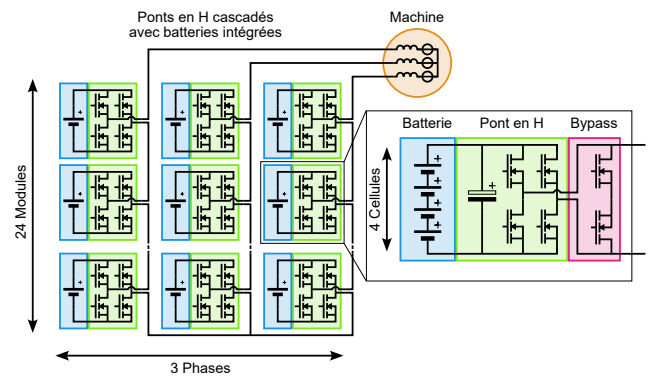 Ponts en H cascadés
avec batteries intégrées
Machine
24 Modules
Batterie
Pont en H
Bypass
4 Cellules
3 Phases